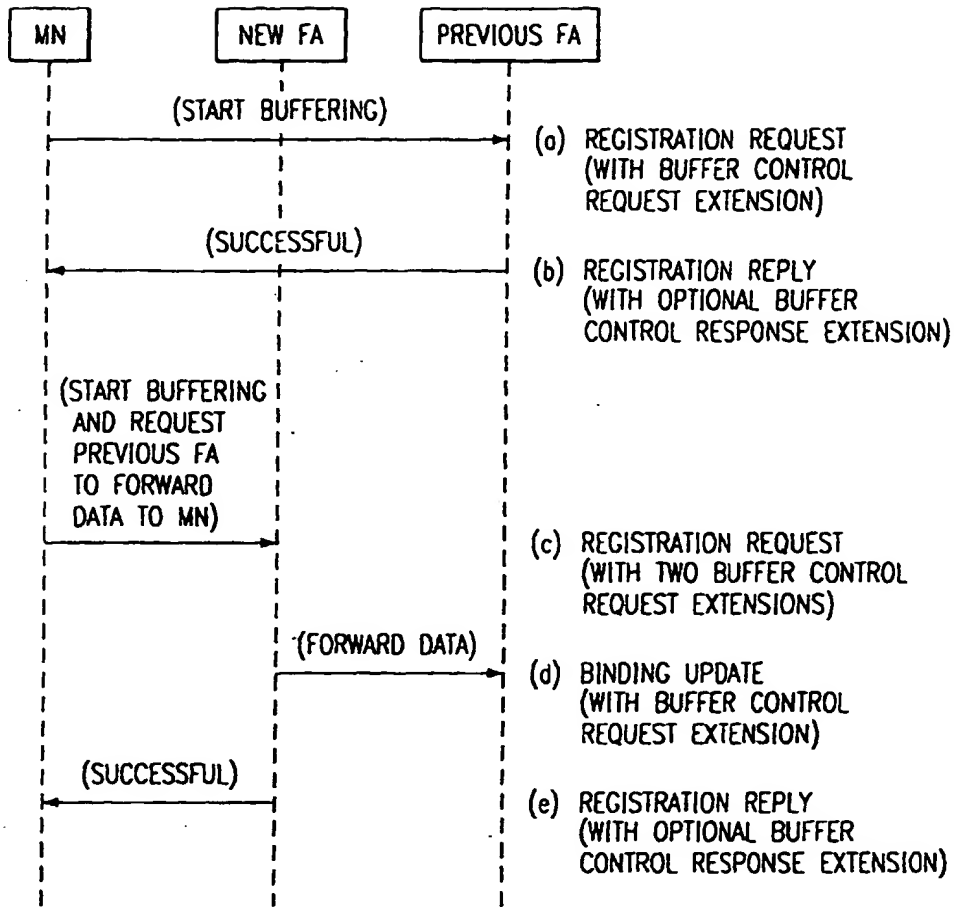 MN
NEW FA
PREVIOUS FA
(START BUFFERING)
(a) REGISTRATION REQUEST
(WITH BUFFER CONTROL
REQUEST EXTENSION)
(SUCCESSFUL)
(b) REGISTRATION REPLY
(WITH OPTIONAL BUFFER
CONTROL RESPONSE EXTENSION)
(START BUFFERING
AND REQUEST
PREVIOUS FA
TO FORWARD
DATA TO MN)
(c) REGISTRATION REQUEST
(WITH TWO BUFFER CONTROL
REQUEST EXTENSIONS)
(FORWARD DATA)
(d) BINDING UPDATE
(WITH BUFFER CONTROL
REQUEST EXTENSION)
(SUCCESSFUL)
(e) REGISTRATION REPLY
(WITH OPTIONAL BUFFER
CONTROL RESPONSE EXTENSION)